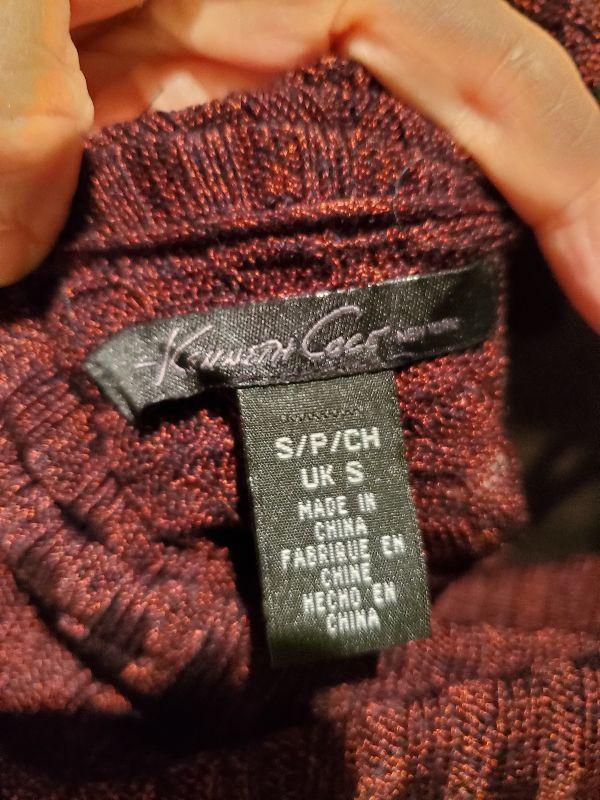 Kenneth Cole NEW YORK
S/P/CH
UK S
MADE IN
CHINA
FABRIQUE EN
CHINE
HECHO EN
CHINA